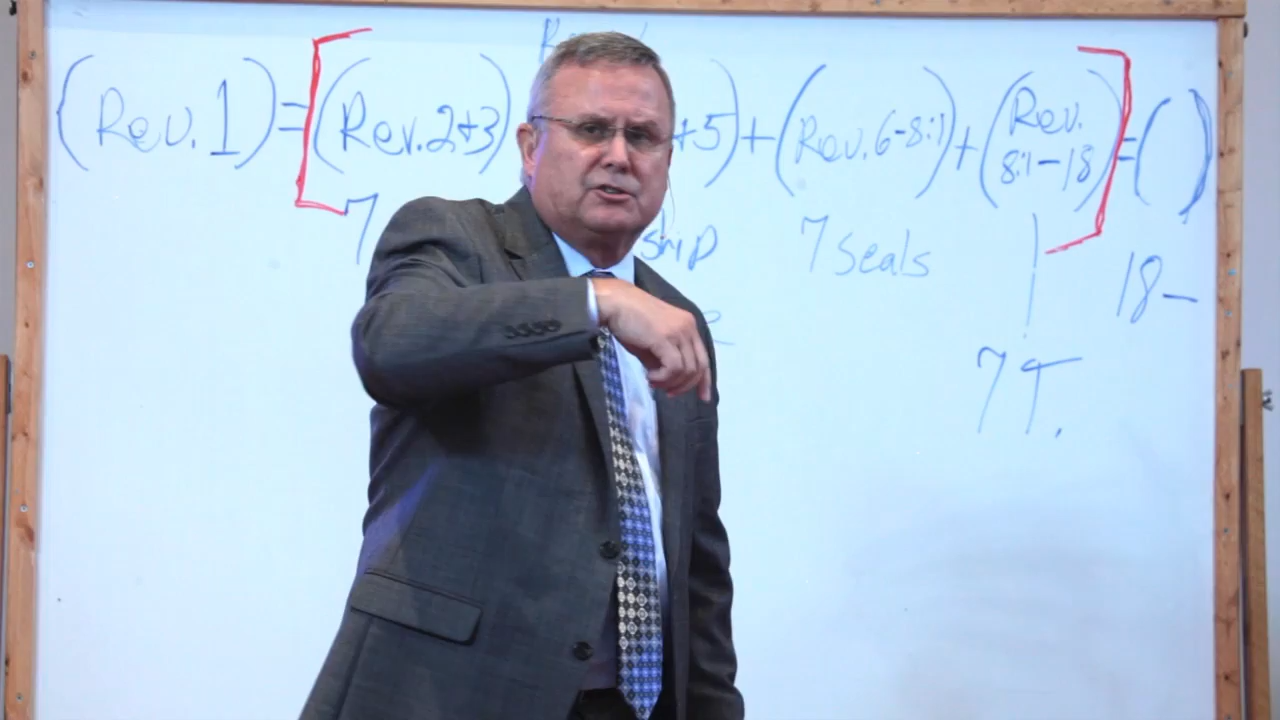 (Rev. 1) = [(Rev. 2+3) +5) + (Rev. 6-8:1) + (Rev. 8:1-18)] = ( )
7 ship 7 seals | 18-
7 T.